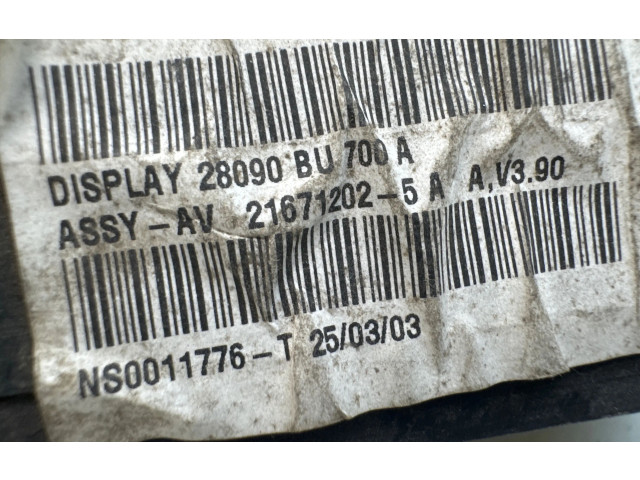 DISPLAY 28090 BU 700 A
ASSY-AV 21671202-5 A A,V3.90
NS0011776-T 25/03/03